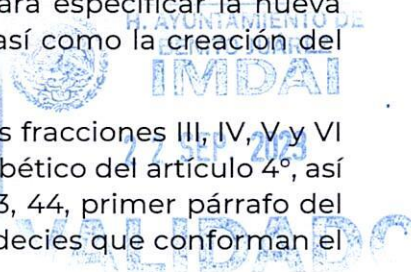 ara especificar la nueva
H. AYUNTAMIENTO DE
así como la creación del
IMDAI
s fracciones III, IV, V y VI
22 SEP 2023
bético del artículo 4°, así
3, 44, primer párrafo del
VALIDADO
decies que conforman el